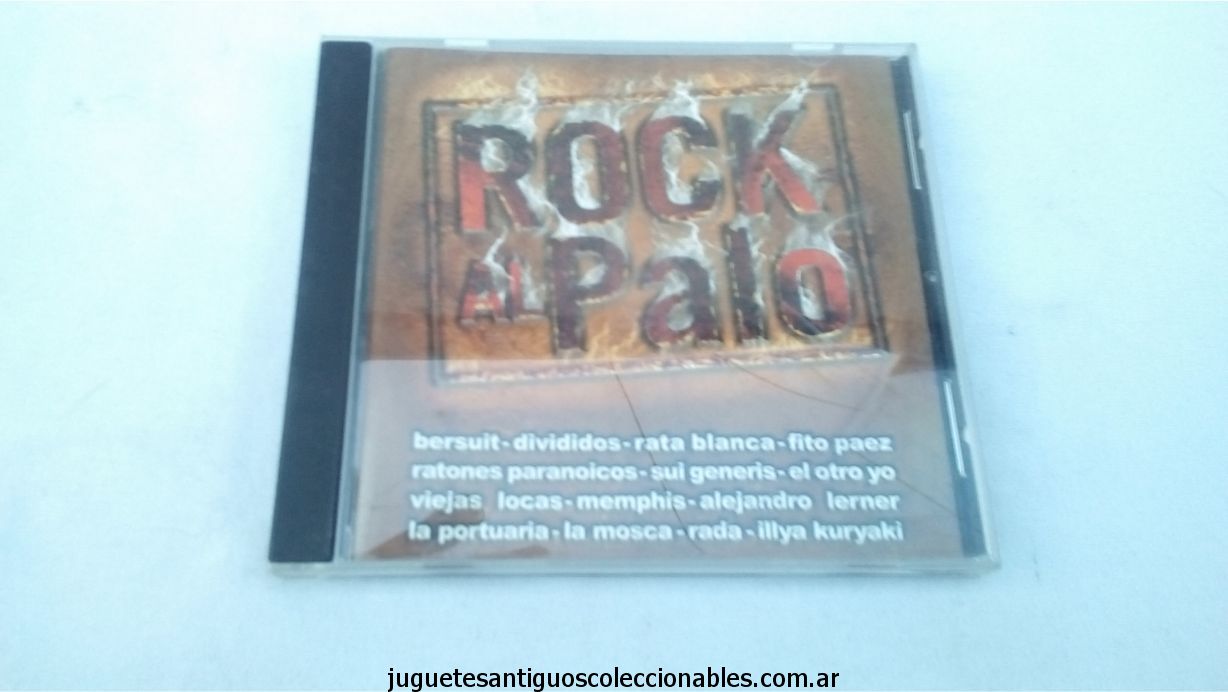 ROCK
AL Palo
bersuit - divididos - rata blanca - fito paez
ratones paranoicos - sui generis - el otro yo
viejas locas - memphis - alejandro lerner
la portuaria - la mosca - rada - illya kuryaki
juguetesantiguoscoleccionables.com.ar